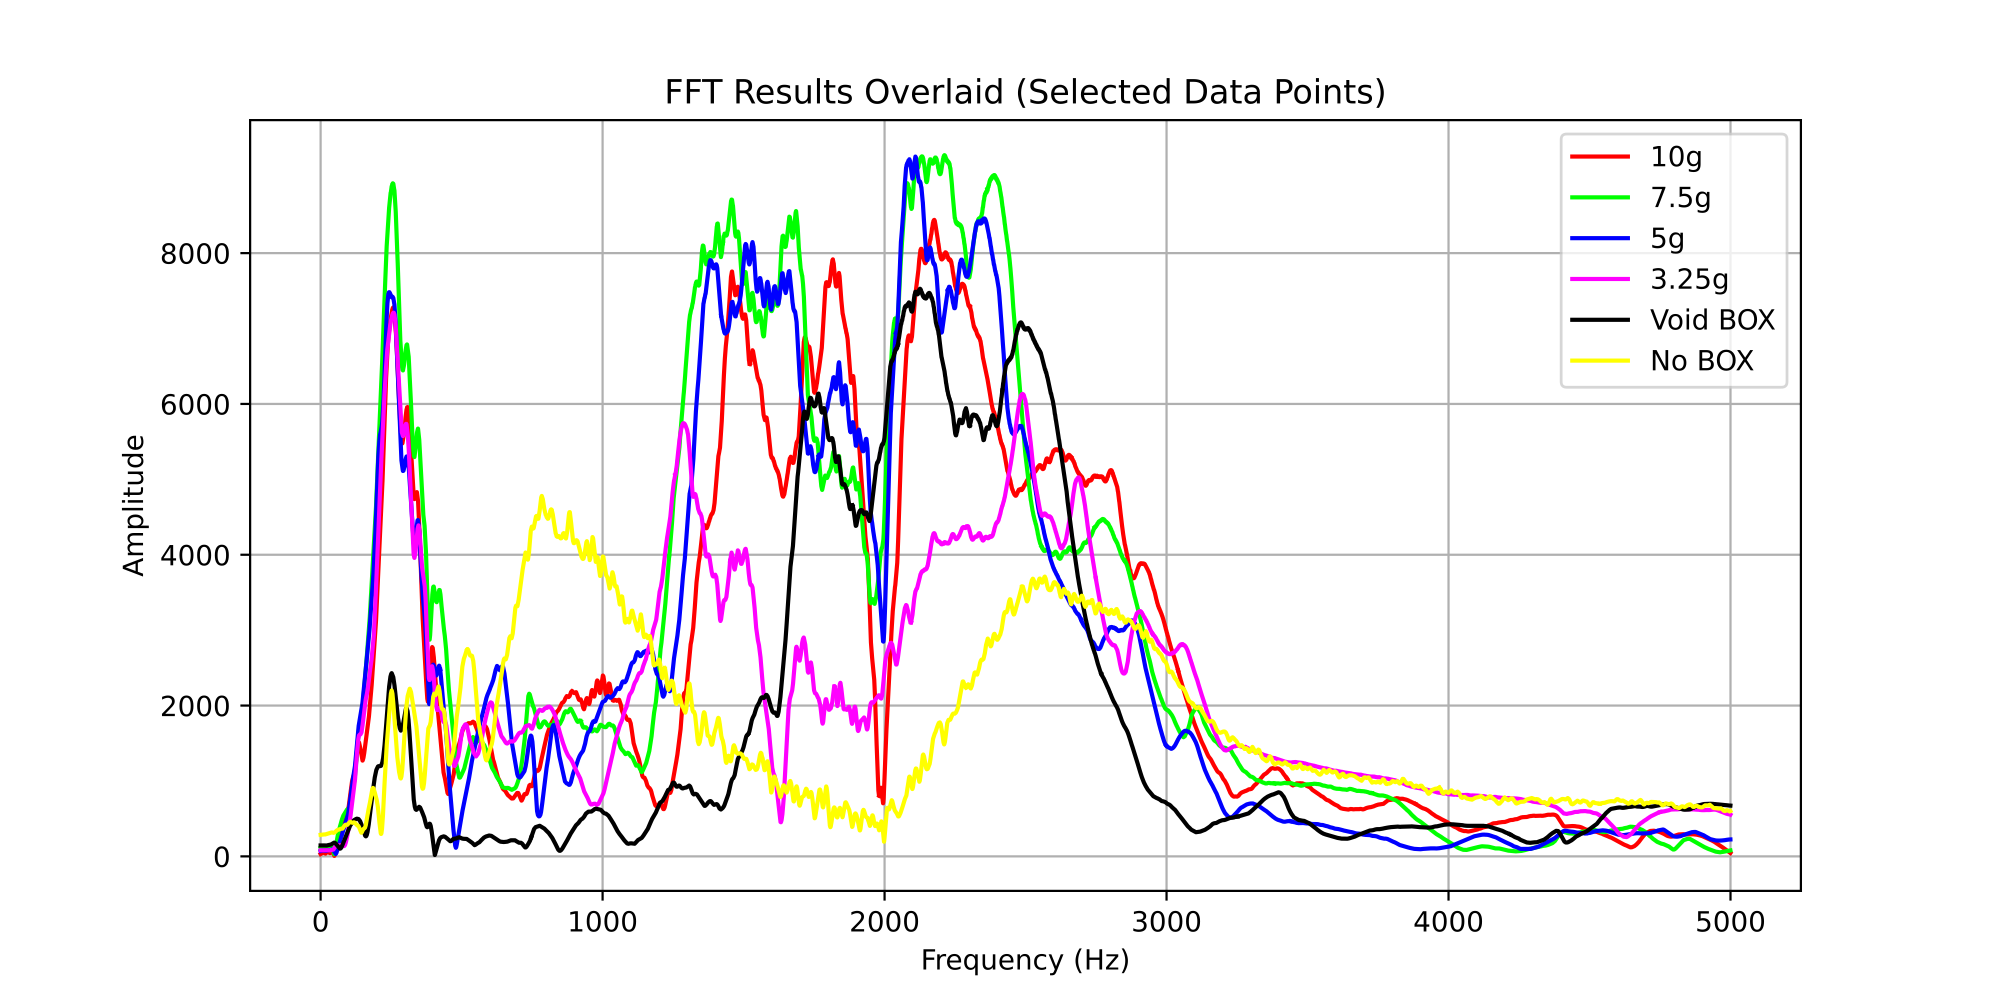 FFT Results Overlaid (Selected Data Points)
10g
7.5g
5g
3.25g
Void BOX
No BOX
Amplitude
8000
6000
4000
2000
0
0 1000 2000 3000 4000 5000
Frequency (Hz)